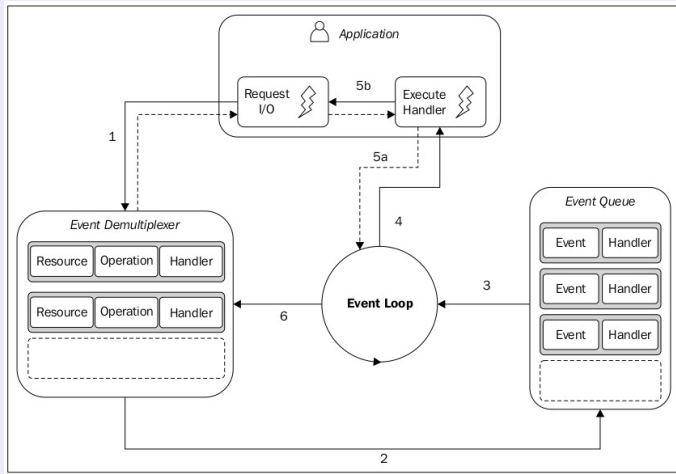 Application
Request
I/O
5b
Execute
Handler
1
5a
Event Demultiplexer
Resource Operation Handler
Resource Operation Handler
4
Event Loop
6
3
Event Queue
Event Handler
Event Handler
Event Handler
2